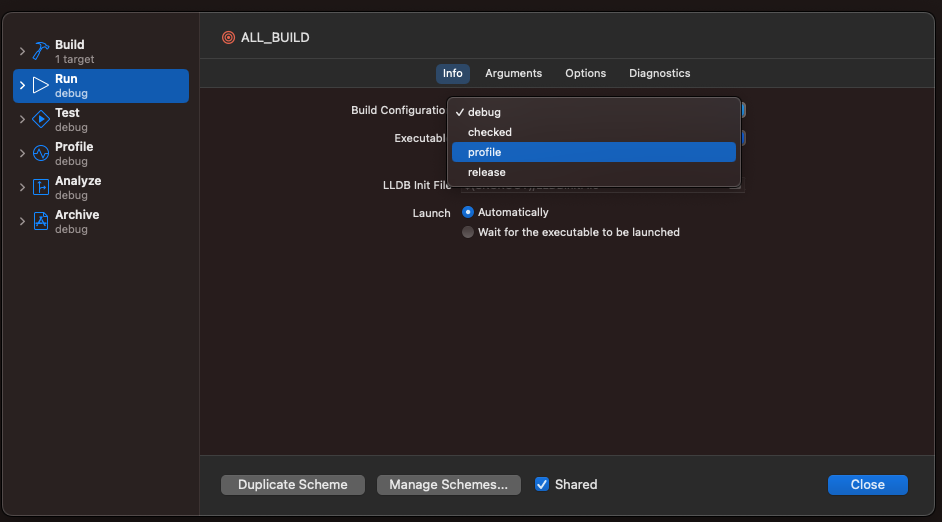 ALL_BUILD
Build
1 target
Run
debug
Test
debug
Profile
debug
Analyze
debug
Archive
debug
Info Arguments Options Diagnostics
Build Configuratio
✓ debug
checked
profile
release
Executabl
LLDB Init File
Launch Automatically
Wait for the executable to be launched
Duplicate Scheme Manage Schemes... Shared Close